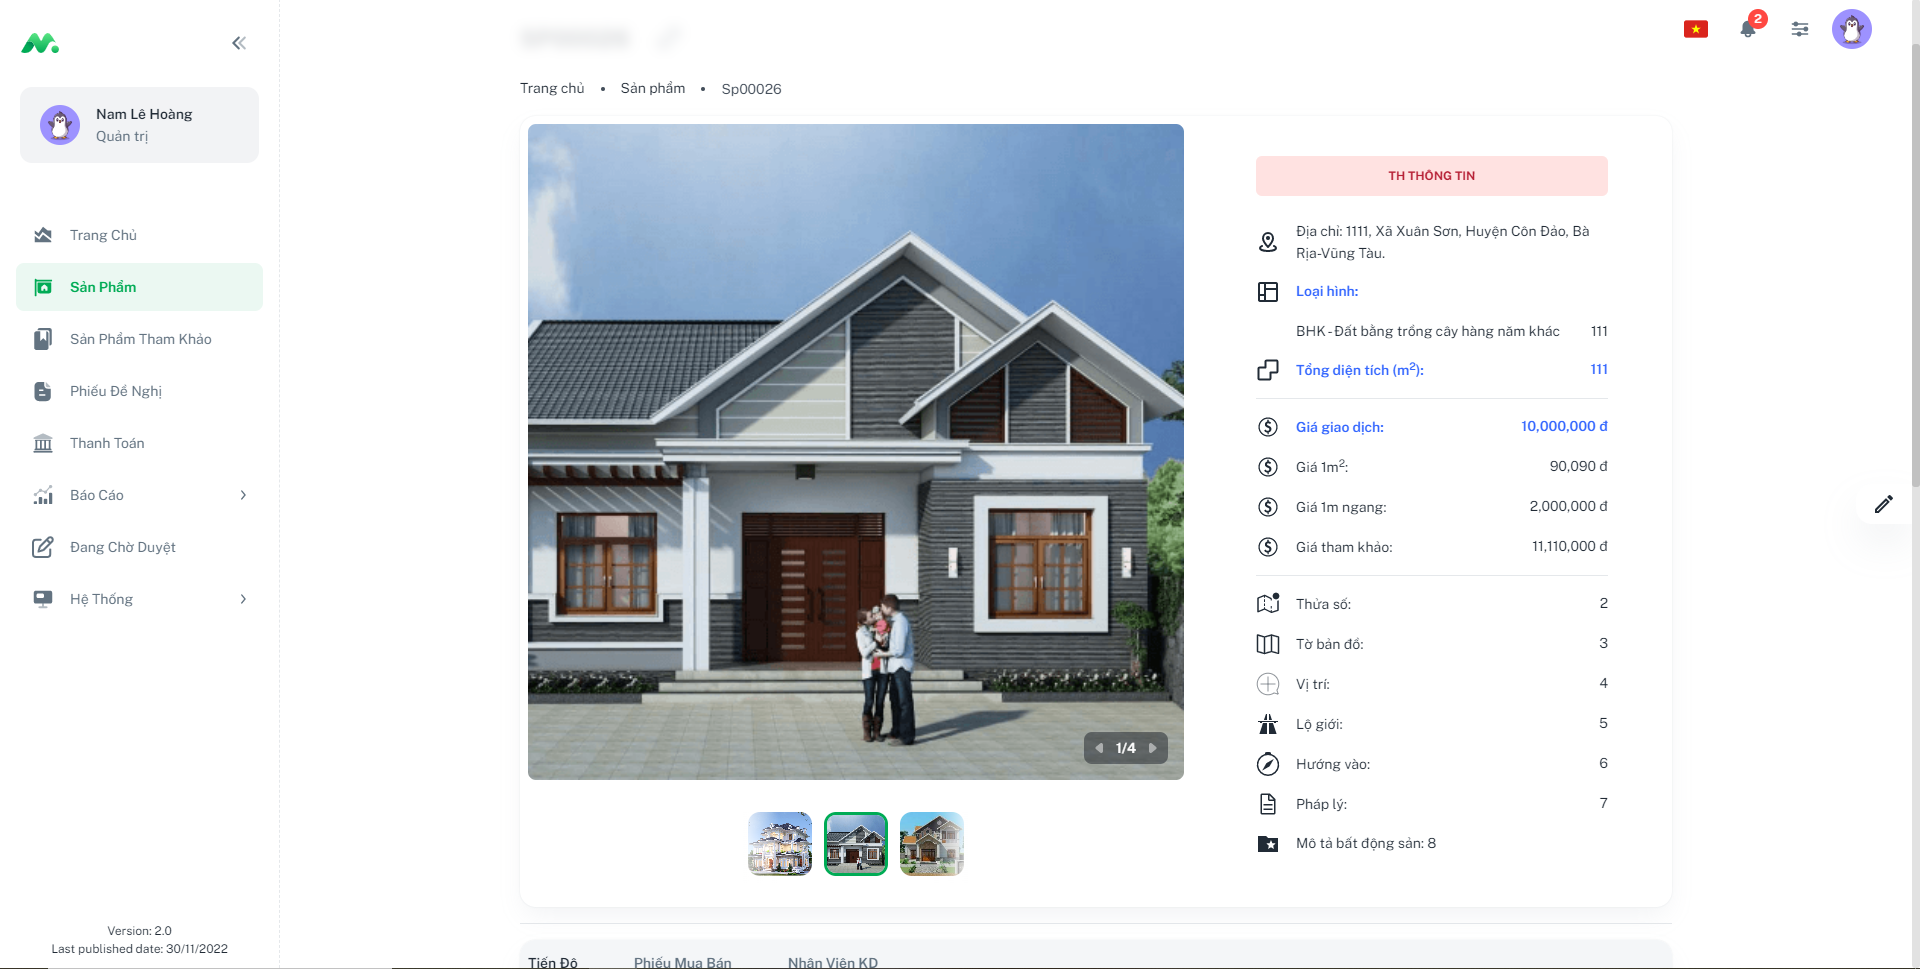 2
Nam Lê Hoàng
Quản trị
Trang Chủ
Sản Phẩm
Sản Phẩm Tham Khảo
Phiếu Đề Nghị
Thanh Toán
Báo Cáo
Đang Chờ Duyệt
Hệ Thống
Version: 2.0
Last published date: 30/11/2022
Trang chủ • Sản phẩm • Sp00026
1/4
TH THÔNG TIN
Địa chỉ: 1111, Xã Xuân Sơn, Huyện Côn Đảo, Bà
Rịa-Vũng Tàu.
Loại hình:
BHK - Đất bằng trồng cây hàng năm khác 111
Tổng diện tích (m²): 111
Giá giao dịch: 10,000,000 đ
Giá 1m²: 90,090 đ
Giá 1m ngang: 2,000,000 đ
Giá tham khảo: 11,110,000 đ
Thửa số: 2
Tờ bản đồ: 3
Vị trí: 4
Lộ giới: 5
Hướng vào: 6
Pháp lý: 7
Mô tả bất động sản: 8
Tiến Độ Phiếu Mua Bán Nhân Viên KD